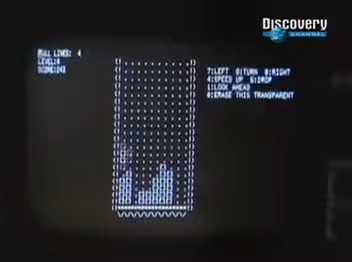 Discovery
CHANNEL
FULL LINES: 4
LEVEL:0
SCORE:243
7:LEFT 8:TURN 9:RIGHT
4:SPEED UP 5:DROP
1:LOOK AHEAD
0:ERASE THIS TRANSPARENT